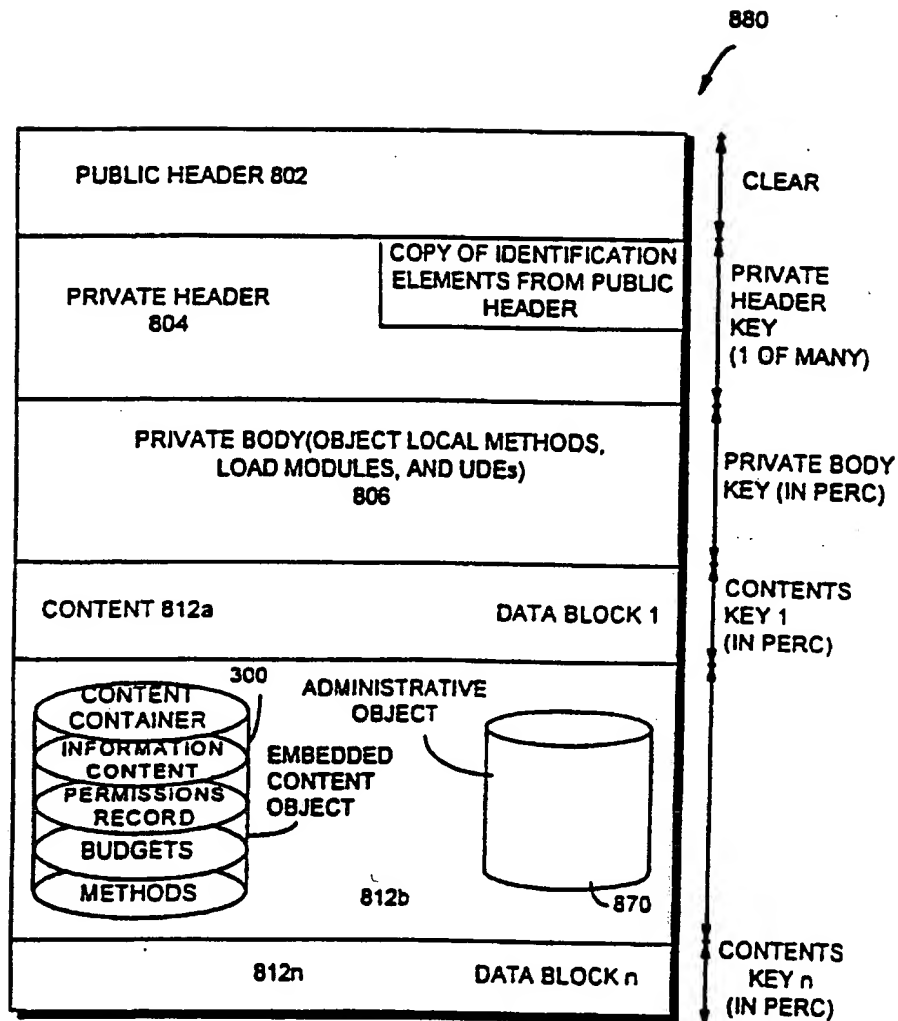 880
PUBLIC HEADER 802
CLEAR
COPY OF IDENTIFICATION
ELEMENTS FROM PUBLIC
HEADER
PRIVATE HEADER
804
PRIVATE
HEADER
KEY
(1 OF MANY)
PRIVATE BODY(OBJECT LOCAL METHODS,
LOAD MODULES, AND UDEs)
806
PRIVATE BODY
KEY (IN PERC)
CONTENT 812a
DATA BLOCK 1
CONTENTS
KEY 1
(IN PERC)
300
CONTENT
CONTAINER
INFORMATION
CONTENT
PERMISSIONS
RECORD
BUDGETS
METHODS
EMBEDDED
CONTENT
OBJECT
ADMINISTRATIVE
OBJECT
812b
870
812n
DATA BLOCK n
CONTENTS
KEY n
(IN PERC)